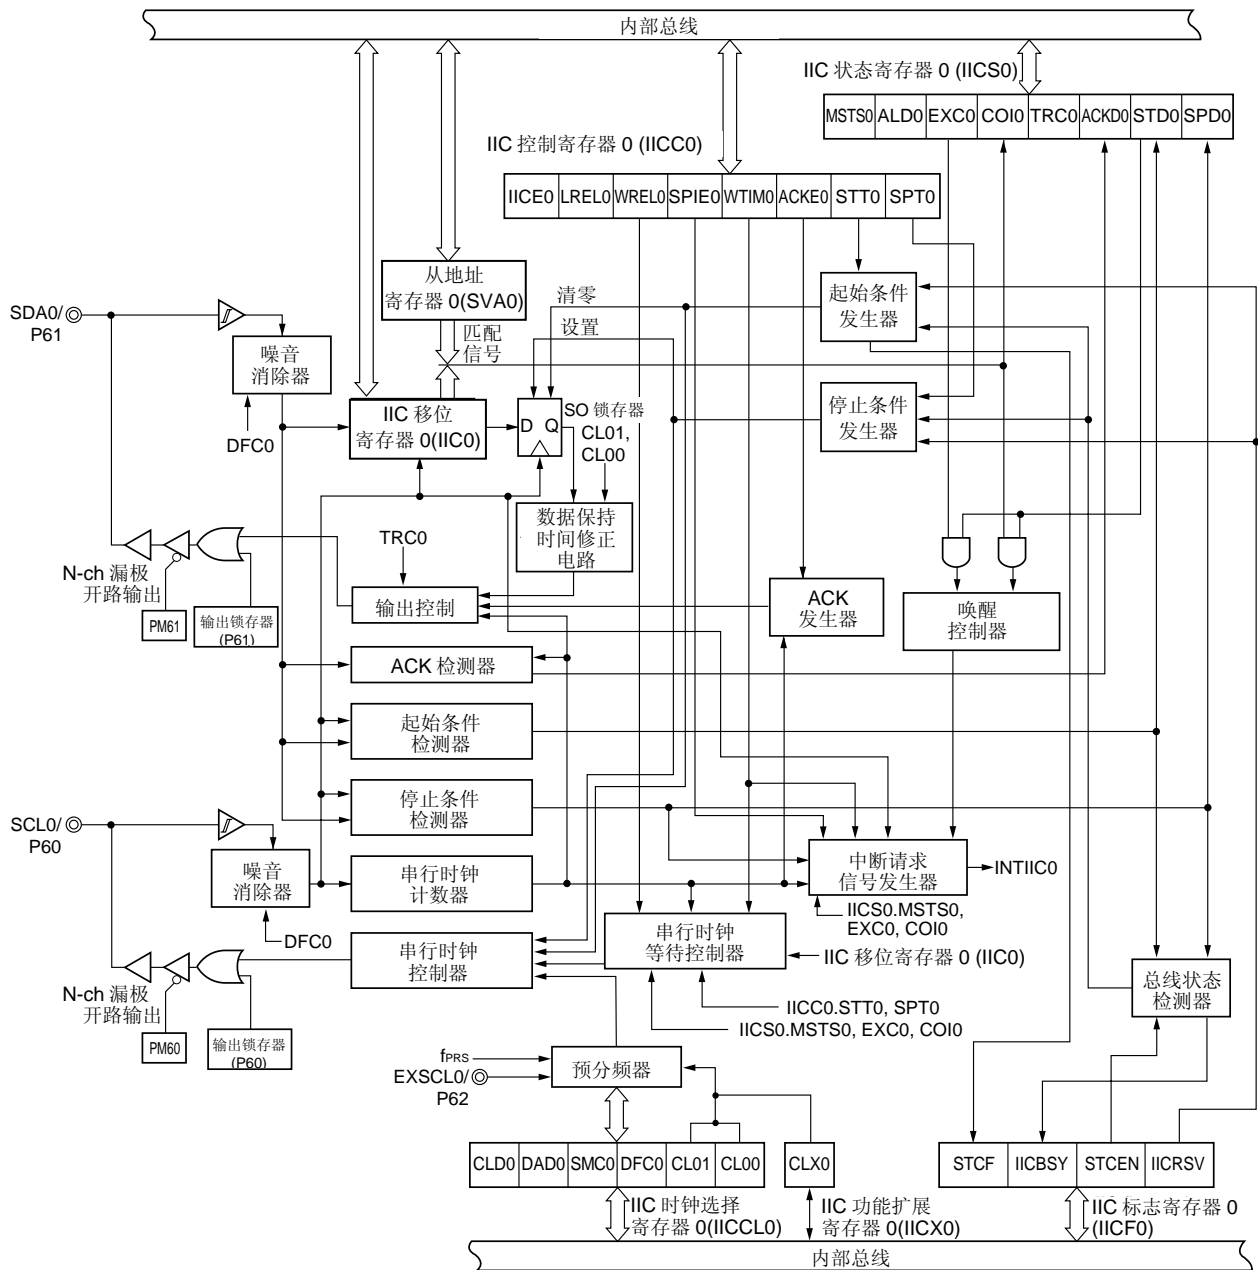 内部总线
IIC 状态寄存器 0 (IICS0)
MSTS0 ALD0 EXC0 COI0 TRC0 ACKD0 STD0 SPD0
IIC 控制寄存器 0 (IICC0)
IICE0 LREL0 WREL0 SPIE0 WTIM0 ACKE0 STT0 SPT0
从地址
寄存器 0(SVA0)
清零
设置
匹配
信号
起始条件
发生器
SDA0/
P61
噪音
消除器
DFC0
IIC 移位
寄存器 0(IIC0)
D Q
SO 锁存器
CL01,
CL00
停止条件
发生器
数据保持
时间修正
电路
TRC0
N-ch 漏极
开路输出
PM61
输出锁存器
(P61)
输出控制
ACK
发生器
唤醒
控制器
ACK 检测器
起始条件
检测器
停止条件
检测器
SCL0/
P60
噪音
消除器
DFC0
串行时钟
计数器
中断请求
信号发生器
INTIIC0
IICS0.MSTS0,
EXC0, COI0
串行时钟
控制器
串行时钟
等待控制器
IIC 移位寄存器 0 (IIC0)
N-ch 漏极
开路输出
PM60
输出锁存器
(P60)
IICC0.STT0, SPT0
IICS0.MSTS0, EXC0, COI0
总线状态
检测器
fPRS
EXSCL0/
P62
预分频器
CLD0 DAD0 SMC0 DFC0 CL01 CL00
CLX0
STCF IICBSY STCEN IICRSV
IIC 时钟选择
寄存器 0(IICCL0)
IIC 功能扩展
寄存器 0(IICX0)
IIC 标志寄存器 0
(IICF0)
内部总线